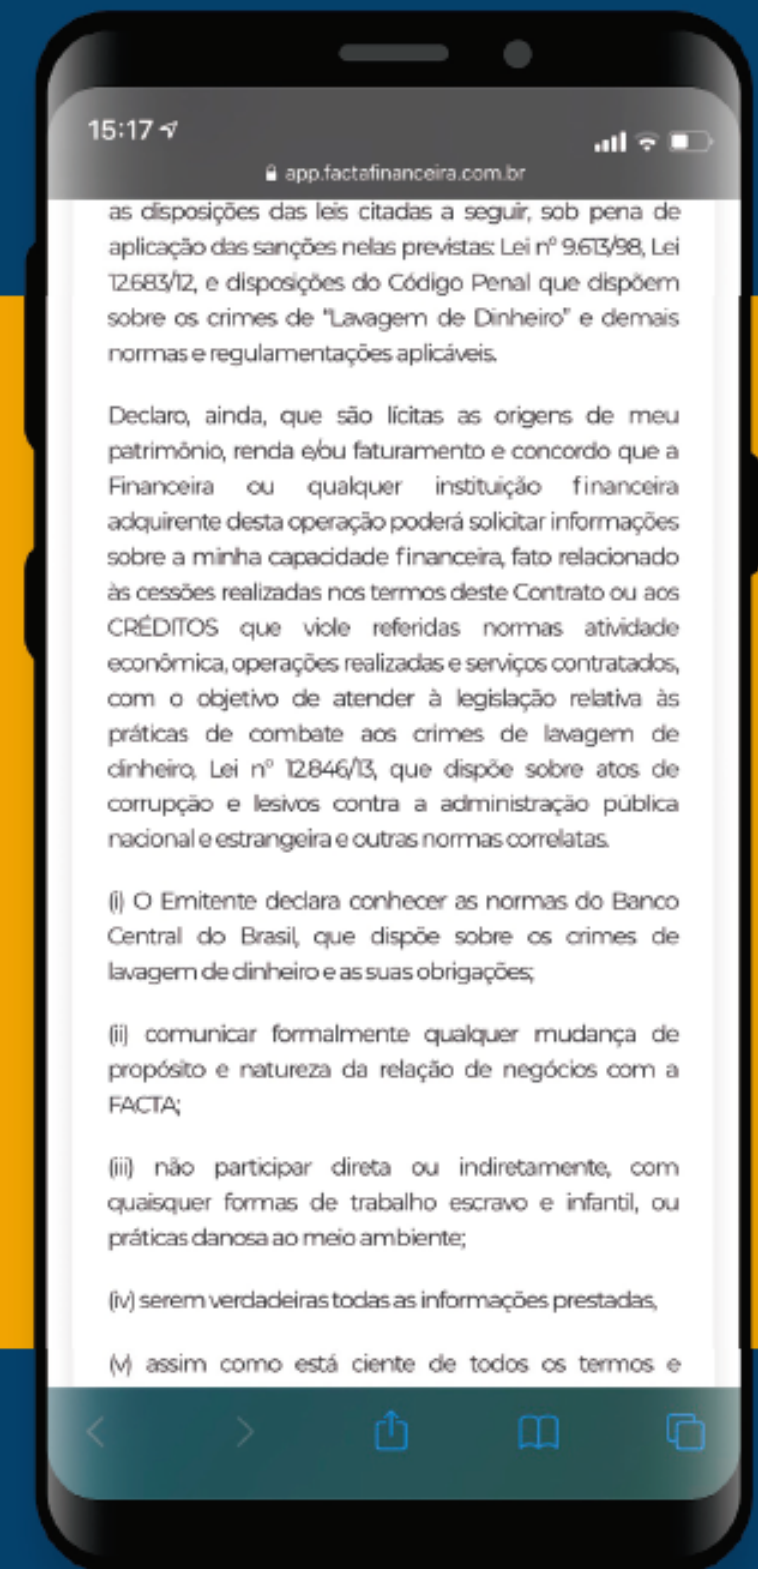 15:17
app.factafinanceira.com.br
as disposições das leis citadas a seguir, sob pena de
aplicação das sanções nelas previstas: Lei nº 9.613/98, Lei
12.683/12, e disposições do Código Penal que dispõem
sobre os crimes de "Lavagem de Dinheiro" e demais
normas e regulamentações aplicáveis.
Declaro, ainda, que são lícitas as origens de meu
patrimônio, renda e/ou faturamento e concordo que a
Financeira ou qualquer instituição financeira
adquirente desta operação poderá solicitar informações
sobre a minha capacidade financeira, fato relacionado
às cessões realizadas nos termos deste Contrato ou aos
CRÉDITOS que viole referidas normas atividade
econômica, operações realizadas e serviços contratados,
com o objetivo de atender à legislação relativa às
práticas de combate aos crimes de lavagem de
dinheiro, Lei nº 12.846/13, que dispõe sobre atos de
corrupção e lesivos contra a administração pública
nacional e estrangeira e outras normas correlatas.
(i) O Emitente declara conhecer as normas do Banco
Central do Brasil, que dispõe sobre os crimes de
lavagem de dinheiro e as suas obrigações;
(ii) comunicar formalmente qualquer mudança de
propósito e natureza da relação de negócios com a
FACTA;
(iii) não participar direta ou indiretamente, com
quaisquer formas de trabalho escravo e infantil, ou
práticas danosa ao meio ambiente;
(iv) serem verdadeiras todas as informações prestadas,
(v) assim como está ciente de todos os termos e